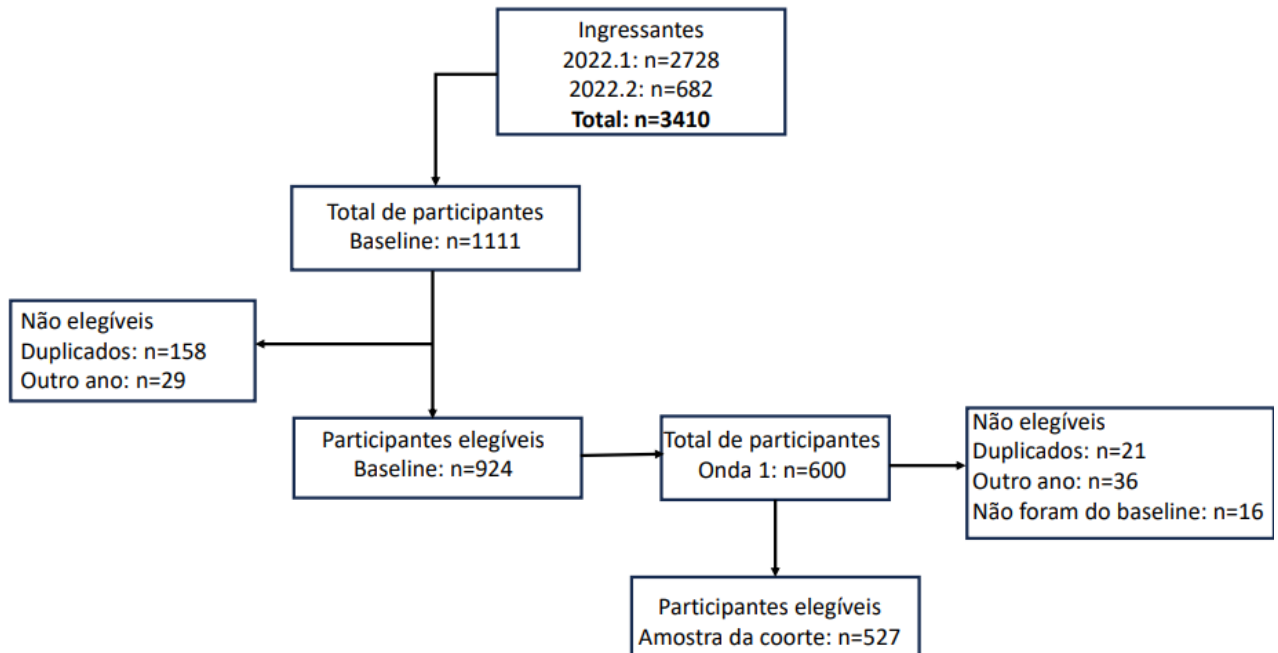 Ingressantes
2022.1: n=2728
2022.2: n=682
Total: n=3410
Total de participantes
Baseline: n=1111
Não elegíveis
Duplicados: n=158
Outro ano: n=29
Participantes elegíveis
Baseline: n=924
Total de participantes
Onda 1: n=600
Não elegíveis
Duplicados: n=21
Outro ano: n=36
Não foram do baseline: n=16
Participantes elegíveis
Amostra da coorte: n=527